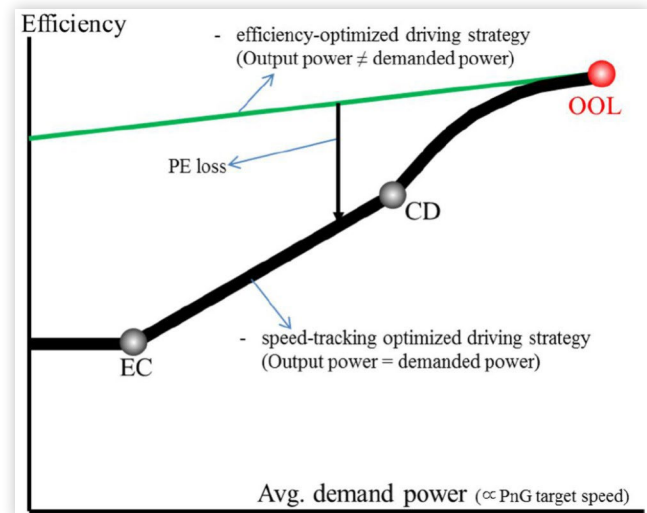 Efficiency
- efficiency-optimized driving strategy
(Output power ≠ demanded power)
OOL
PE loss
CD
- speed-tracking optimized driving strategy
(Output power = demanded power)
EC
Avg. demand power (∝ PnG target speed)